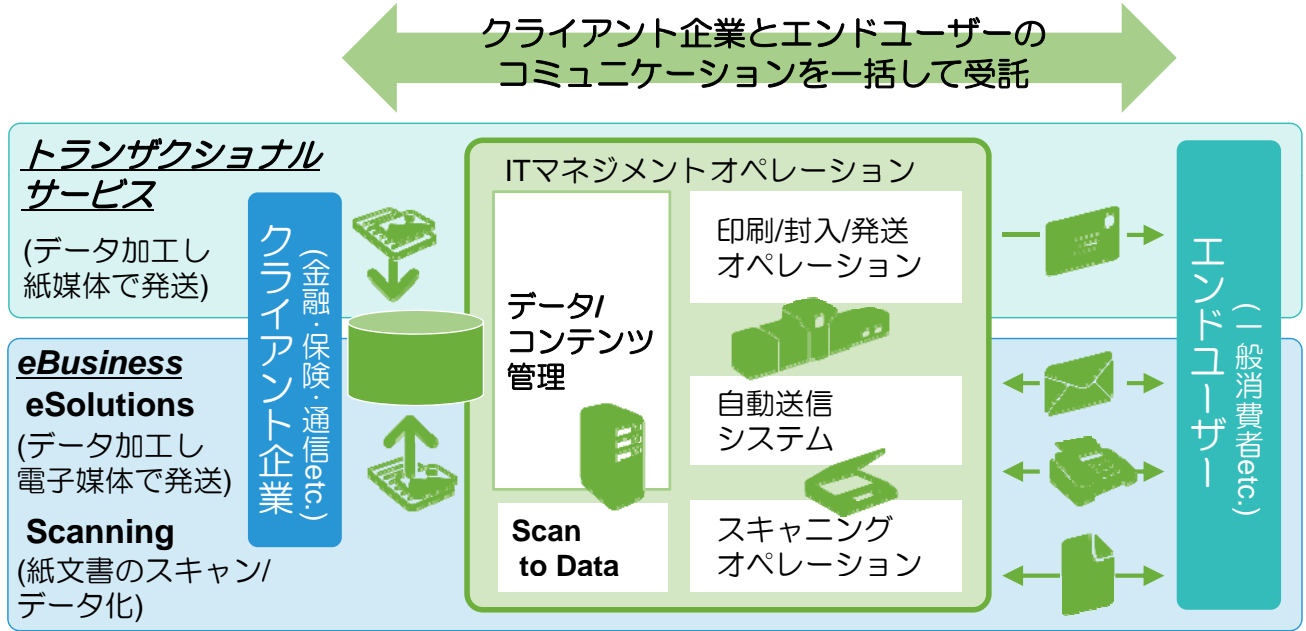 クライアント企業とエンドユーザーの
コミュニケーションを一括して受託
トランザクショナル
サービス
(データ加工し
紙媒体で発送)
eBusiness
eSolutions
(データ加工し
電子媒体で発送)
Scanning
(紙文書のスキャン/
データ化)
クライアント企業
(金融・保険・通信etc.)
ITマネジメントオペレーション
データ/
コンテンツ
管理
Scan
to Data
印刷/封入/発送
オペレーション
自動送信
システム
スキャニング
オペレーション
エンドユーザー
(一般消費者etc.)